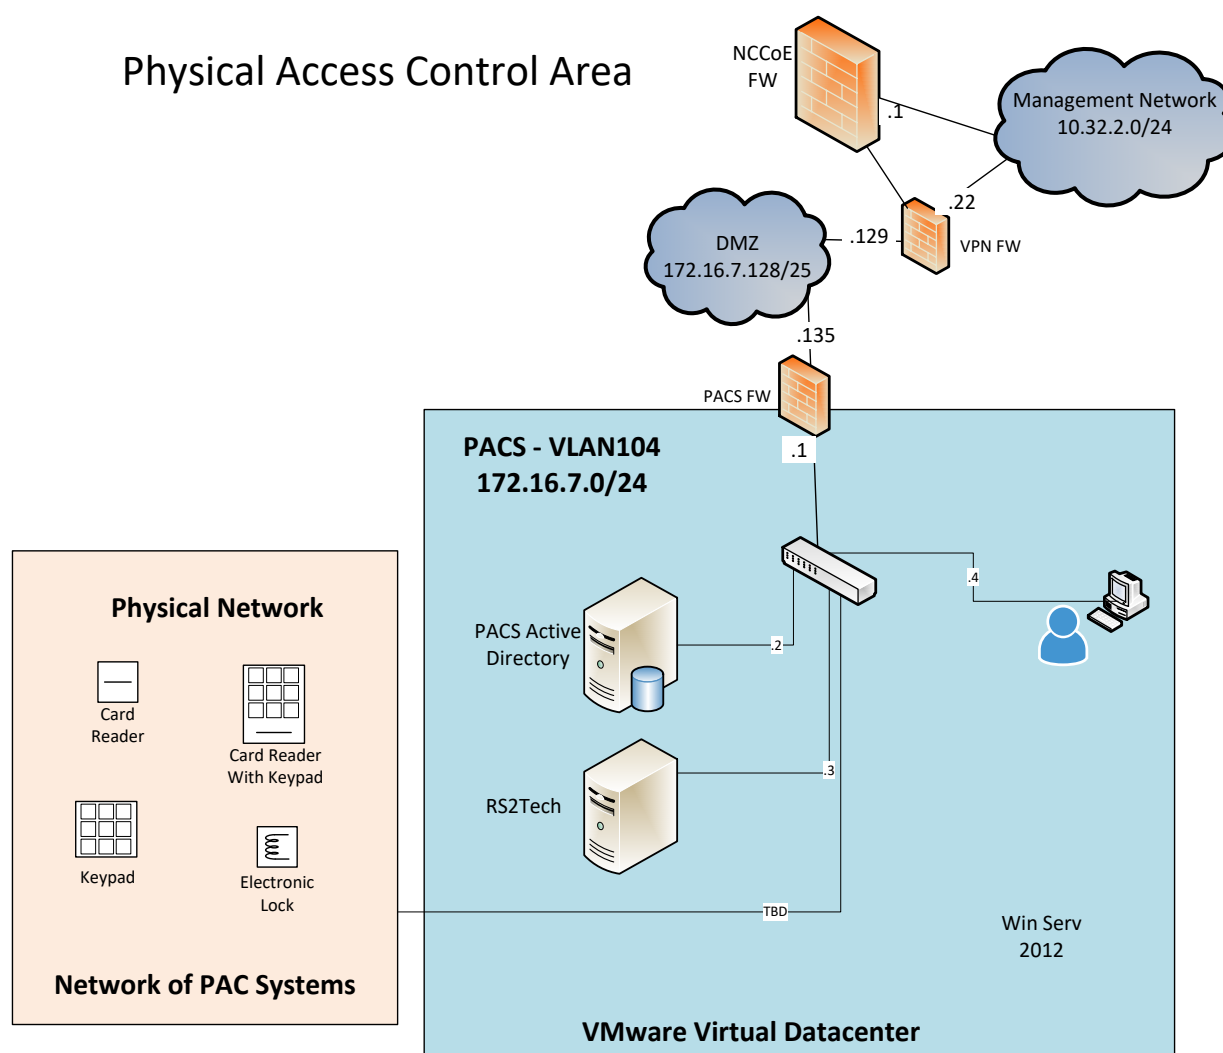 Physical Access Control Area
NCCoE
FW
.1
Management Network
10.32.2.0/24
.22
VPN FW
.129
DMZ
172.16.7.128/25
.135
PACS FW
.1
PACS - VLAN104
172.16.7.0/24
.4
PACS Active
Directory
.2
RS2Tech
.3
TBD
Win Serv
2012
VMware Virtual Datacenter
Physical Network
Card
Reader
Card Reader
With Keypad
Keypad
Electronic
Lock
Network of PAC Systems